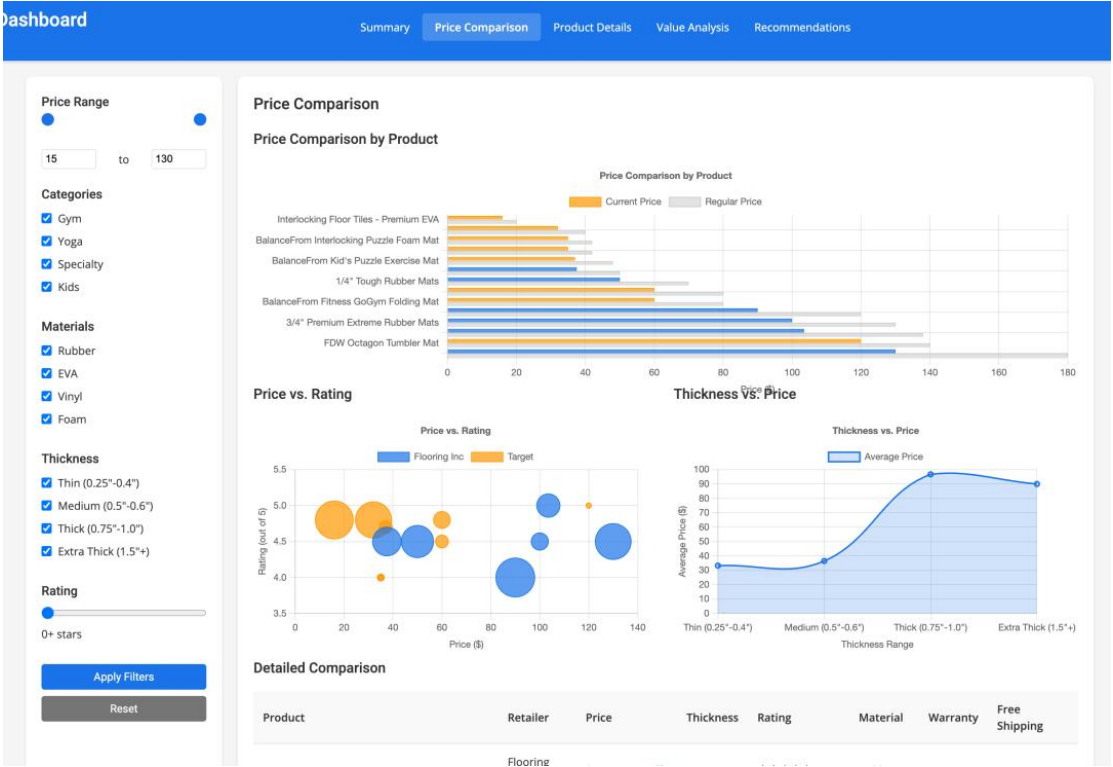 Dashboard
Summary Price Comparison Product Details Value Analysis Recommendations
Price Range
15 to 130
Categories
Gym
Yoga
Specialty
Kids
Materials
Rubber
EVA
Vinyl
Foam
Thickness
Thin (0.25"-0.4")
Medium (0.5"-0.6")
Thick (0.75"-1.0")
Extra Thick (1.5"+)
Rating
0+ stars
Apply Filters
Reset
Price Comparison
Price Comparison by Product
Price Comparison by Product
Current Price Regular Price
Interlocking Floor Tiles - Premium EVA
BalanceFrom Interlocking Puzzle Foam Mat
BalanceFrom Kid's Puzzle Exercise Mat
1/4" Tough Rubber Mats
BalanceFrom Fitness GoGym Folding Mat
3/4" Premium Extreme Rubber Mats
FDW Octagon Tumbler Mat
0 20 40 60 80 100 120 140 160 180
Price ($)
Price vs. Rating
Price vs. Rating
Flooring Inc Target
5.5
5.0
4.5
4.0
3.5
Rating (out of 5)
0 20 40 60 80 100 120 140
Price ($)
Thickness vs. Price
Thickness vs. Price
Average Price
100
90
80
70
60
50
40
30
20
10
0
Average Price ($)
Thin (0.25"-0.4") Medium (0.5"-0.6") Thick (0.75"-1.0") Extra Thick (1.5"+)
Thickness Range
Detailed Comparison
Product Retailer Price Thickness Rating Material Warranty Free
Shipping
Flooring